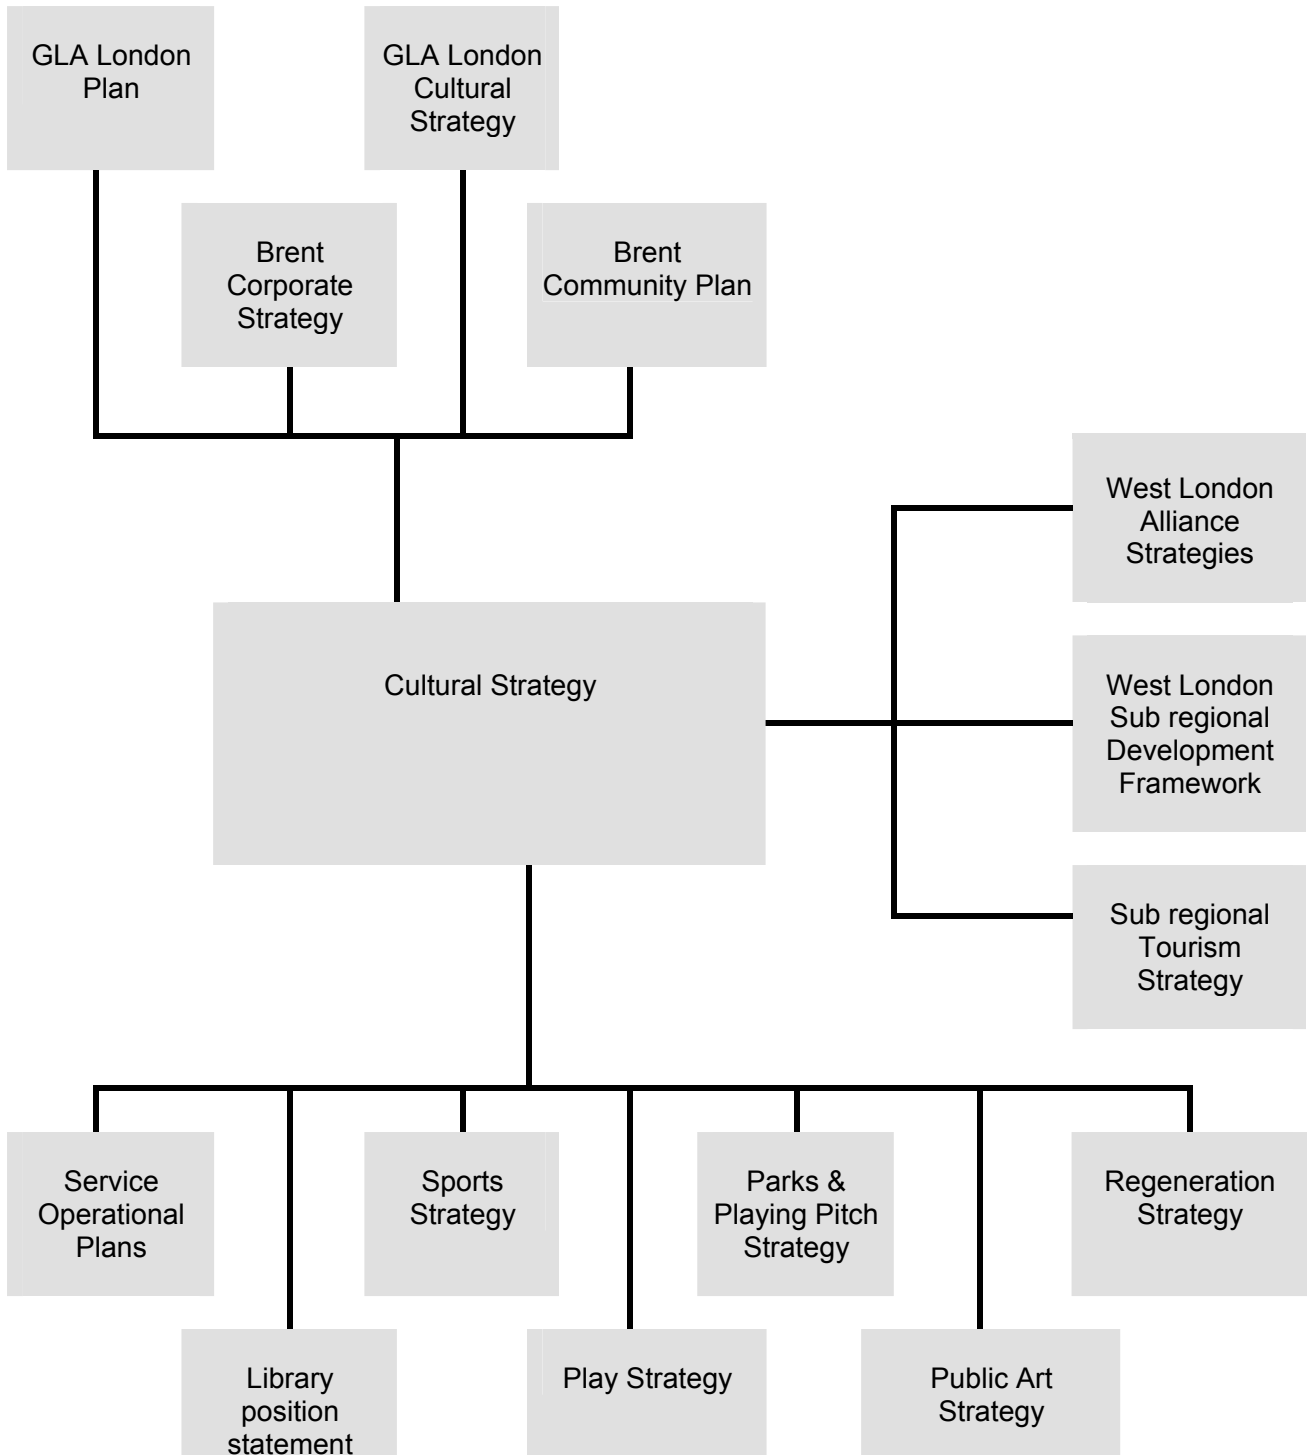 GLA London
Plan
GLA London
Cultural
Strategy
Brent
Corporate
Strategy
Brent
Community Plan
West London
Alliance
Strategies
Cultural Strategy
West London
Sub regional
Development
Framework
Sub regional
Tourism
Strategy
Service
Operational
Plans
Sports
Strategy
Parks &
Playing Pitch
Strategy
Regeneration
Strategy
Library
position
statement
Play Strategy
Public Art
Strategy